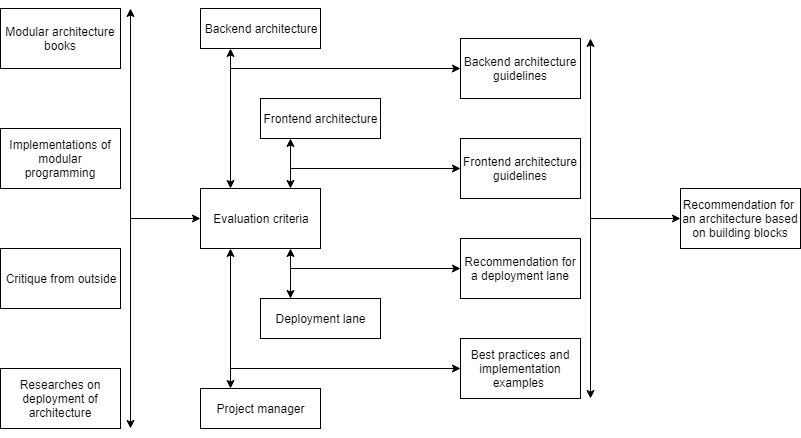 Modular architecture
books
Implementations of
modular
programming
Critique from outside
Researches on
deployment of
architecture
Backend architecture
Frontend architecture
Evaluation criteria
Deployment lane
Project manager
Backend architecture
guidelines
Frontend architecture
guidelines
Recommendation for
a deployment lane
Best practices and
implementation
examples
Recommendation for
an architecture based
on building blocks